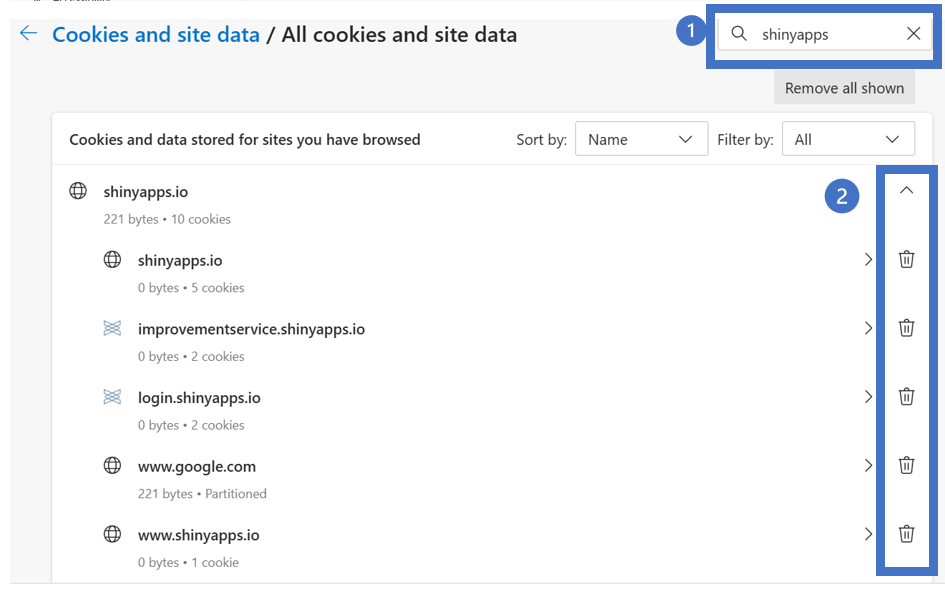 Cookies and site data / All cookies and site data
1
shinyapps
Remove all shown
Cookies and data stored for sites you have browsed
Sort by: Name
Filter by: All
shinyapps.io
221 bytes • 10 cookies
2
shinyapps.io
0 bytes • 5 cookies
improvementservice.shinyapps.io
0 bytes • 2 cookies
login.shinyapps.io
0 bytes • 2 cookies
www.google.com
221 bytes • Partitioned
www.shinyapps.io
0 bytes • 1 cookie